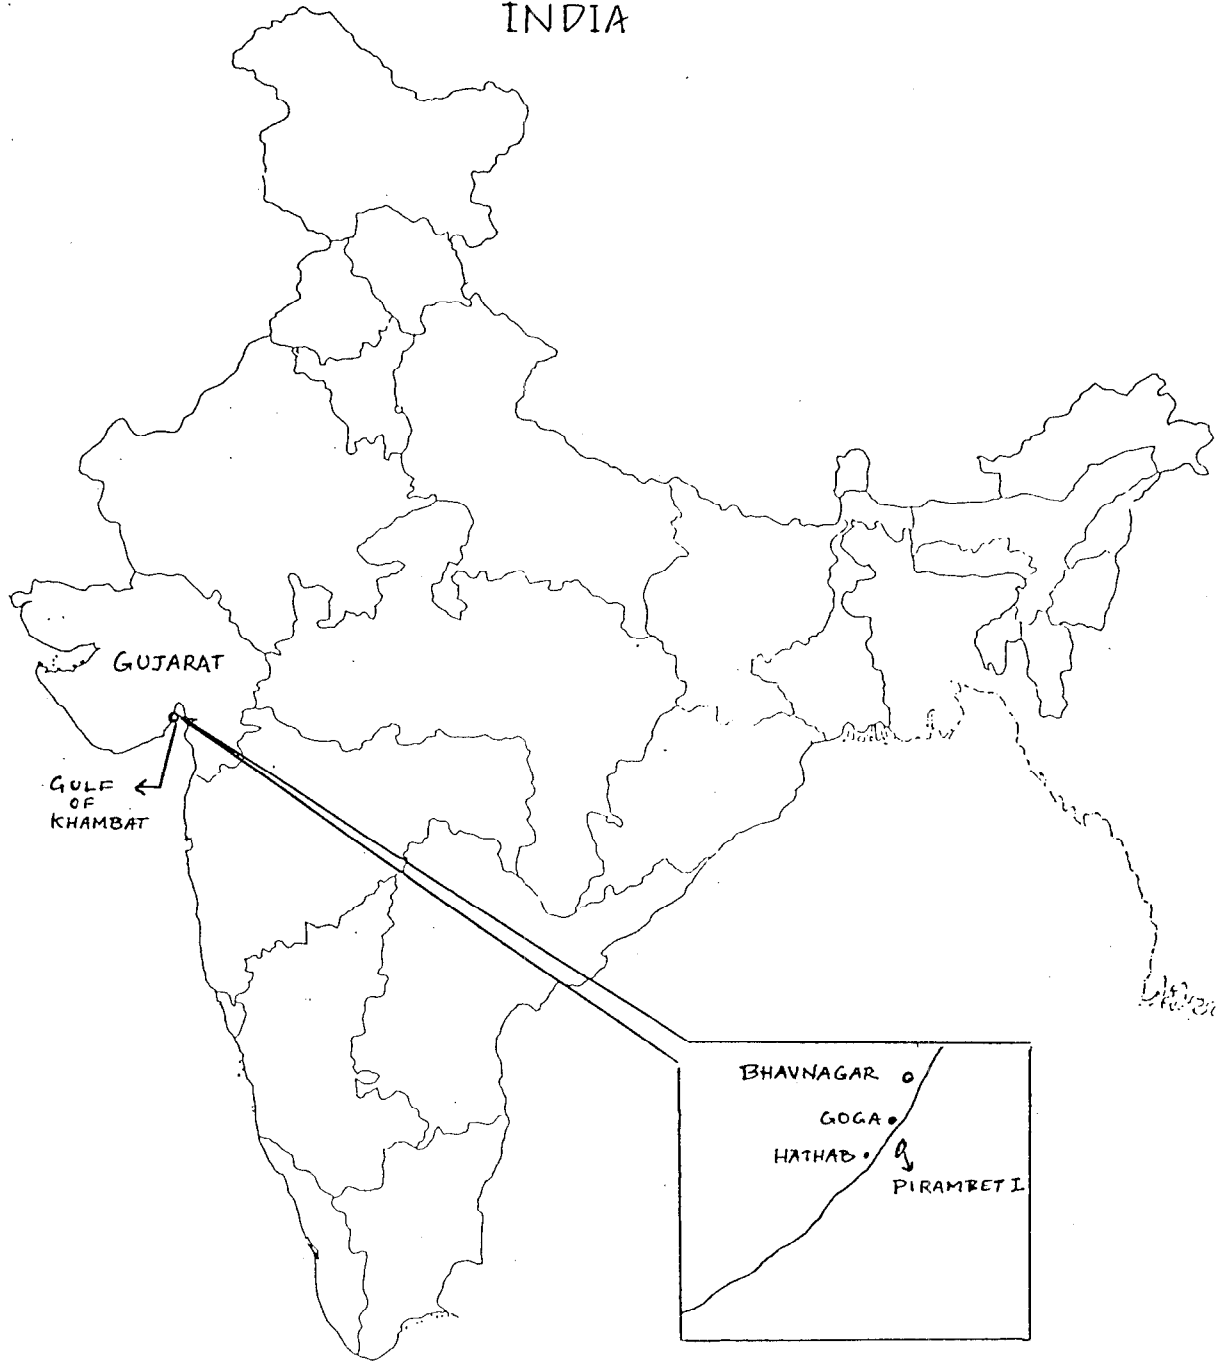 INDIA
GUJARAT
GULF
OF
KHAMBAT
BHAVNAGAR
GOGA
HATHAB
PIRAMBET I